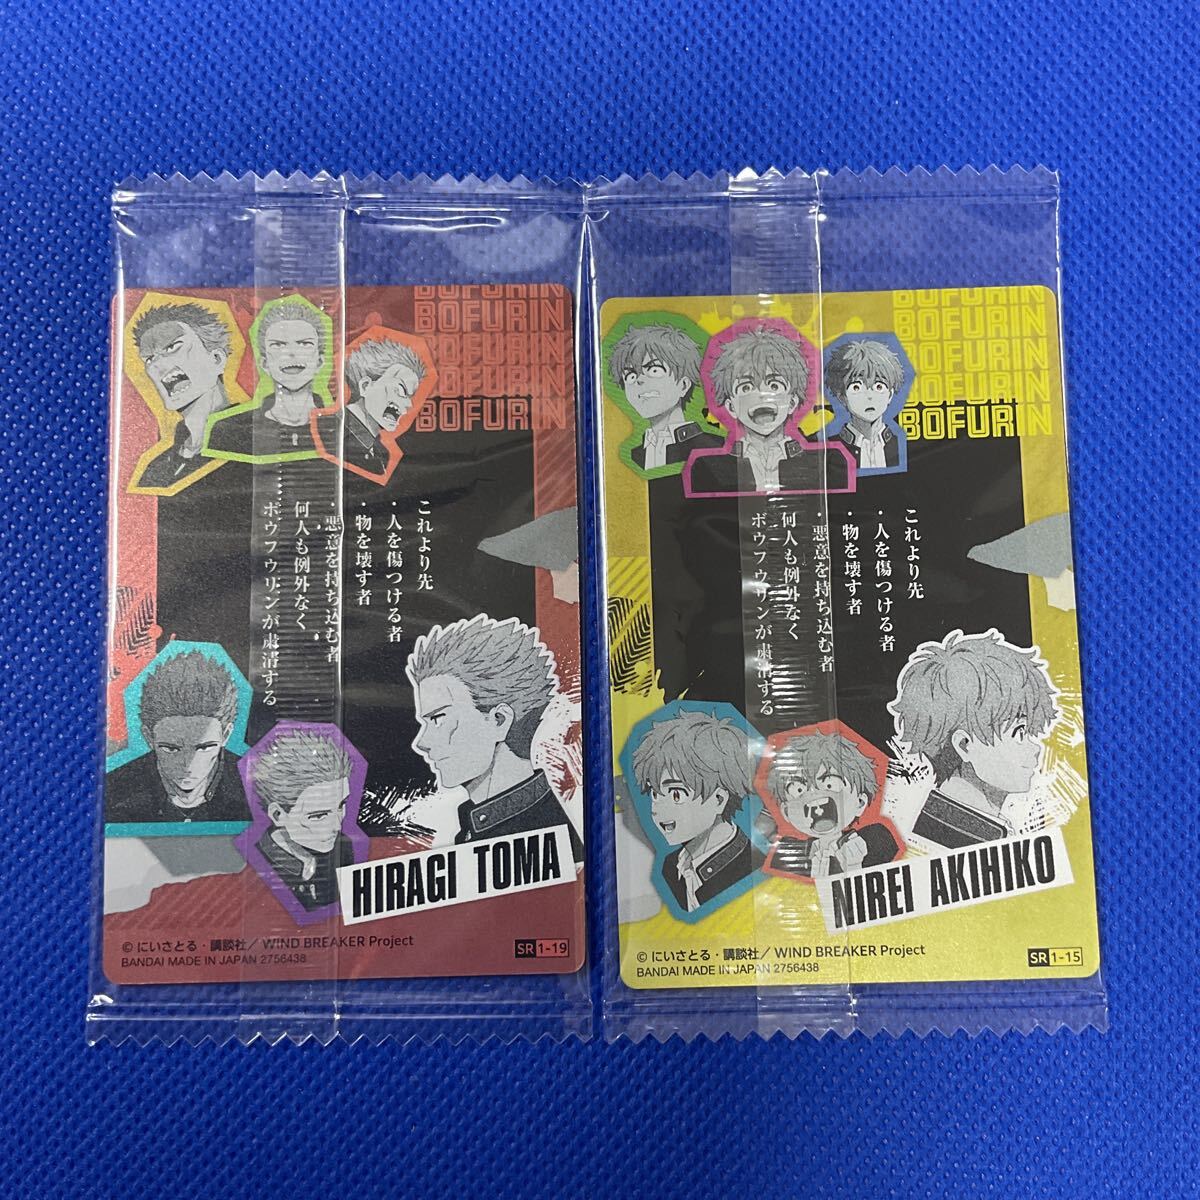 BOFURIN
BOFURIN
BOFURIN
BOFURIN
BOFURIN
これより先
・人を傷つける者
・物を壊す者
・悪意を持ち込む者
何人も例外なく
ボウフウリンが粛清する
HIRAGI TOMA
© にいさとる・講談社／WIND BREAKER Project
BANDAI MADE IN JAPAN 2756438
SR 1-19
BOFURIN
BOFURIN
BOFURIN
BOFURIN
BOFURIN
これより先
・人を傷つける者
・物を壊す者
・悪意を持ち込む者
何人も例外なく
ボウフウリンが粛清する
NIREI AKIHIKO
© にいさとる・講談社／WIND BREAKER Project
BANDAI MADE IN JAPAN 2756438
SR 1-15